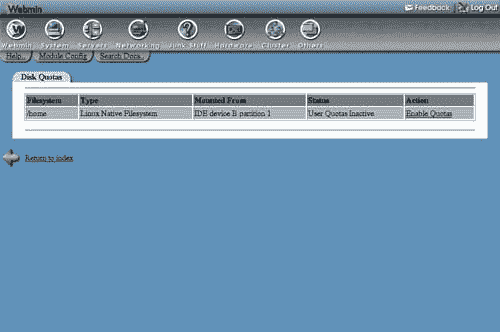 Webmin
Feedback Log Out
Webmin System Servers Networking Junk Stuff Hardware Cluster Others
Help.. Module Config Search Docs..
Disk Quotas
Filesystem Type Mounted From Status Action
/home Linux Native Filesystem IDE device B partition 1 User Quotas Inactive Enable Quotas
Return to index